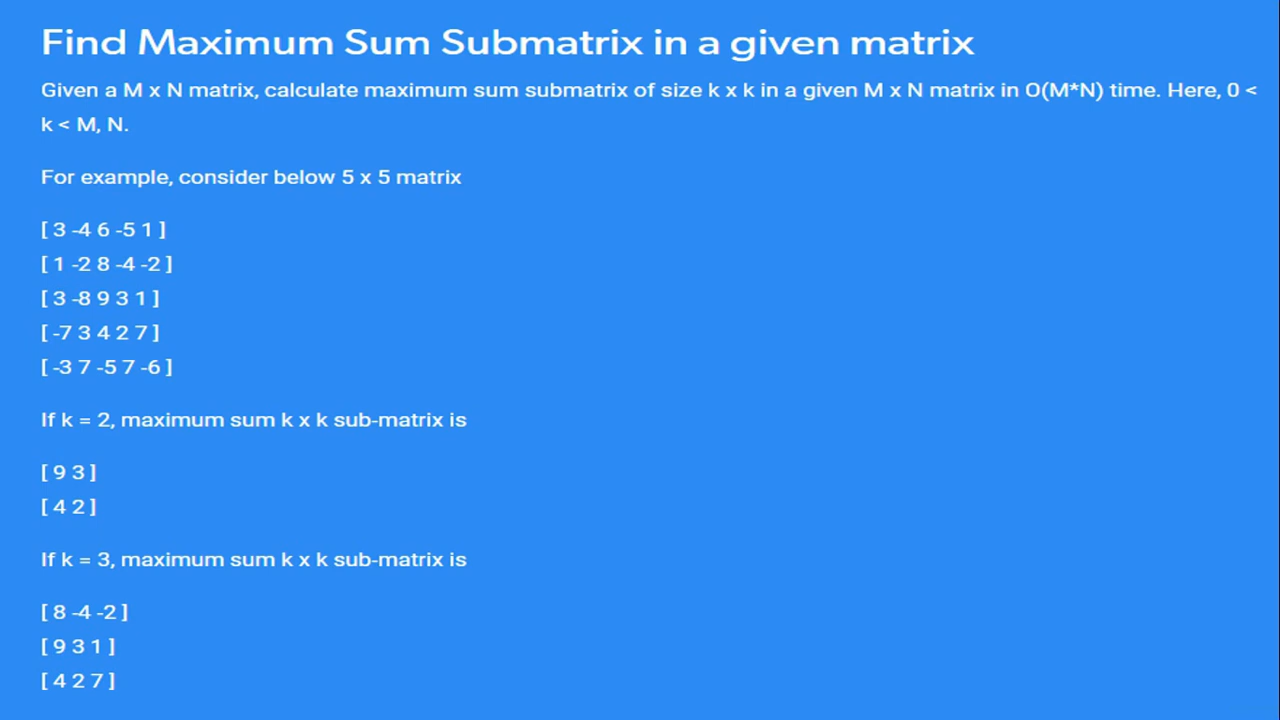 Find Maximum Sum Submatrix in a given matrix
Given a M x N matrix, calculate maximum sum submatrix of size k x k in a given M x N matrix in O(M*N) time. Here, 0 <
k < M, N.
For example, consider below 5 x 5 matrix
[ 3 -4 6 -5 1 ]
[ 1 -2 8 -4 -2 ]
[ 3 -8 9 3 1 ]
[ -7 3 4 2 7 ]
[ -3 7 -5 7 -6 ]
If k = 2, maximum sum k x k sub-matrix is
[ 9 3 ]
[ 4 2 ]
If k = 3, maximum sum k x k sub-matrix is
[ 8 -4 -2 ]
[ 9 3 1 ]
[ 4 2 7 ]